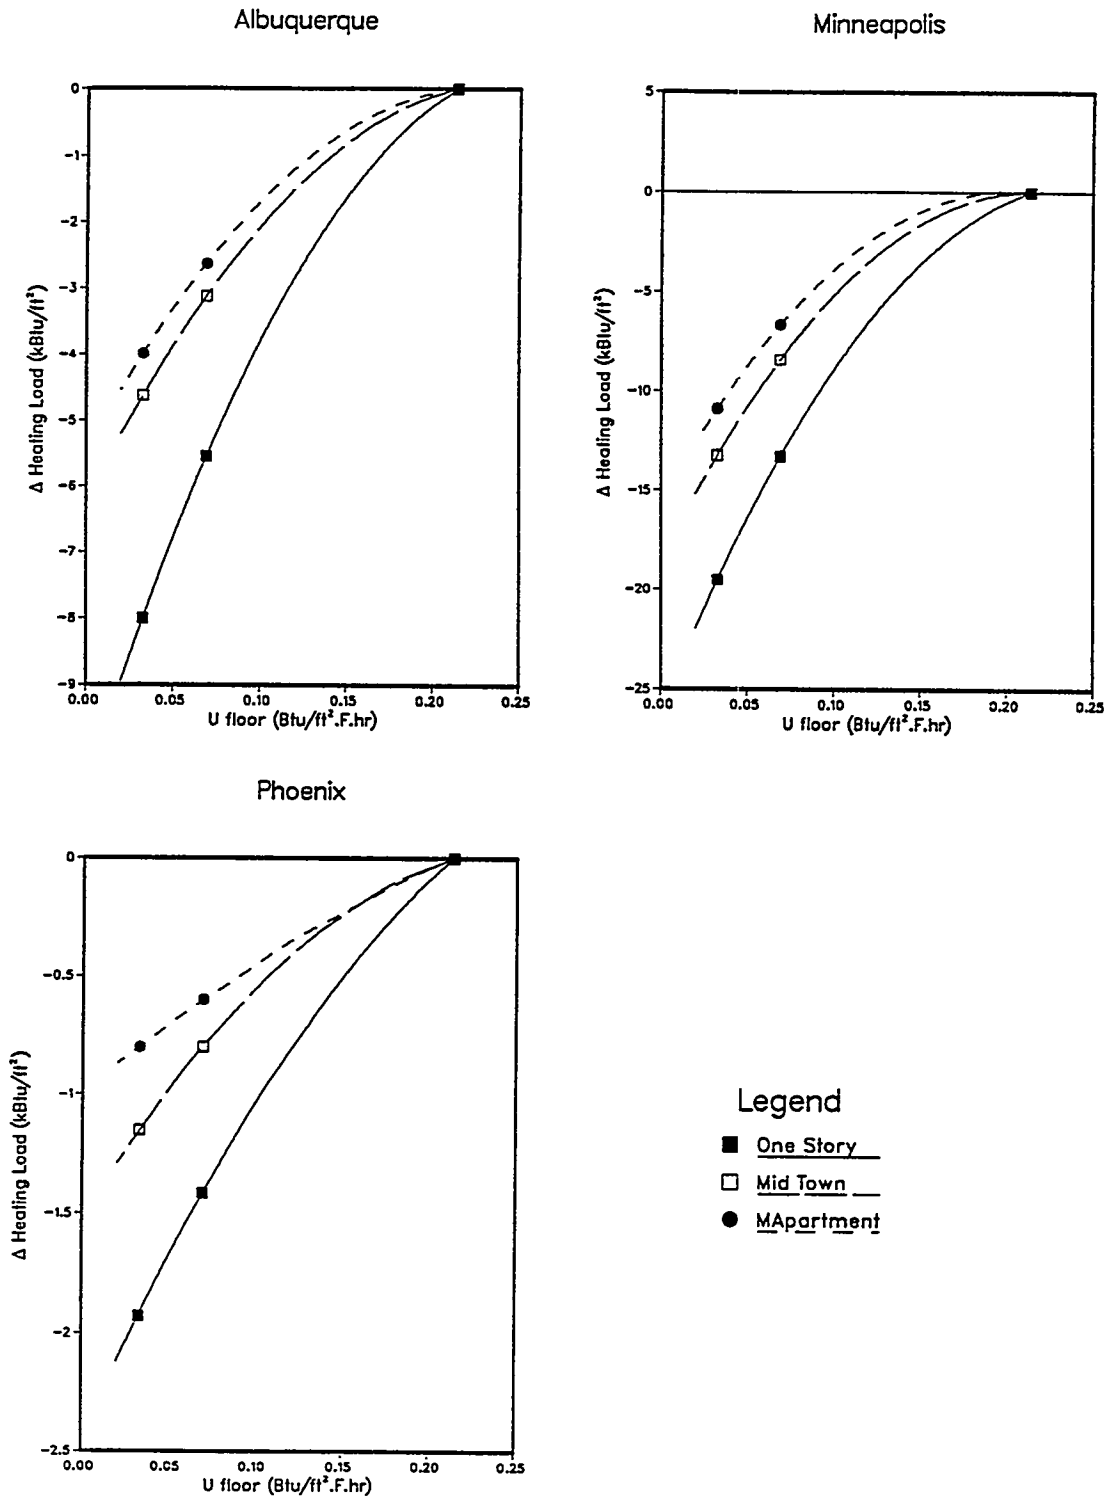 Albuquerque
0
-1
-2
-3
-4
-5
-6
-7
-8
-9
Δ Heating Load (kBtu/ft²)
0.00 0.05 0.10 0.15 0.20 0.25
U floor (Btu/ft².F.hr)
Minneapolis
5
0
-5
-10
-15
-20
-25
Δ Heating Load (kBtu/ft²)
0.00 0.05 0.10 0.15 0.20 0.25
U floor (Btu/ft².F.hr)
Phoenix
0
-0.5
-1
-1.5
-2
-2.5
Δ Heating Load (kBtu/ft²)
0.00 0.05 0.10 0.15 0.20 0.25
U floor (Btu/ft².F.hr)
Legend
One Story
Mid Town
MApartment